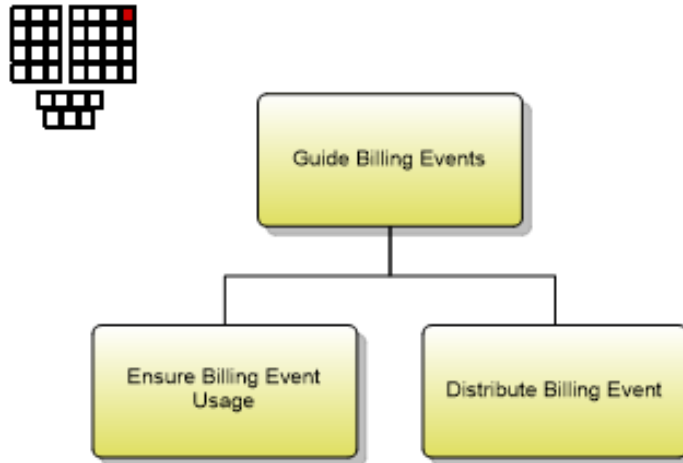 Guide Billing Events
Ensure Billing Event
Usage
Distribute Billing Event